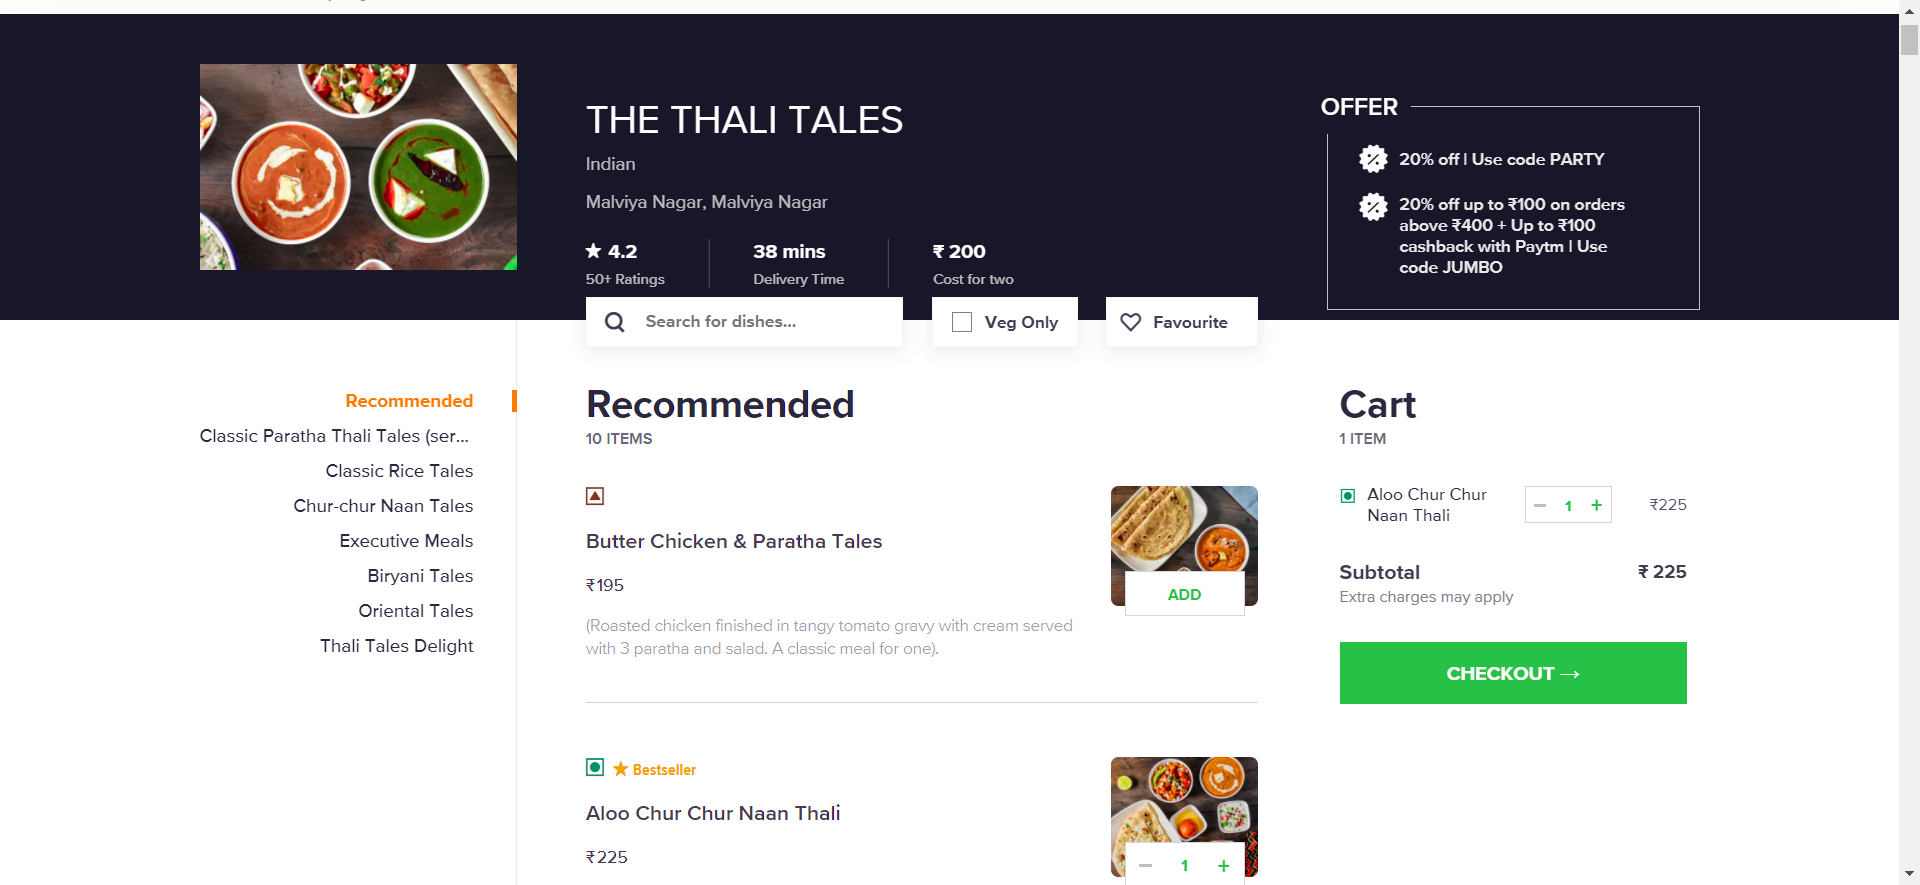 THE THALI TALES
Indian
Malviya Nagar, Malviya Nagar
★ 4.2
50+ Ratings
38 mins
Delivery Time
₹ 200
Cost for two
OFFER
20% off | Use code PARTY
20% off up to ₹100 on orders
above ₹400 + Up to ₹100
cashback with Paytm | Use
code JUMBO
Search for dishes...
Veg Only
Favourite
Recommended
Classic Paratha Thali Tales (ser...
Classic Rice Tales
Chur-chur Naan Tales
Executive Meals
Biryani Tales
Oriental Tales
Thali Tales Delight
Recommended
10 ITEMS
Butter Chicken & Paratha Tales
₹195
(Roasted chicken finished in tangy tomato gravy with cream served
with 3 paratha and salad. A classic meal for one).
ADD
★ Bestseller
Aloo Chur Chur Naan Thali
₹225
− 1 +
Cart
1 ITEM
Aloo Chur Chur
Naan Thali
− 1 +
₹225
Subtotal
₹ 225
Extra charges may apply
CHECKOUT →